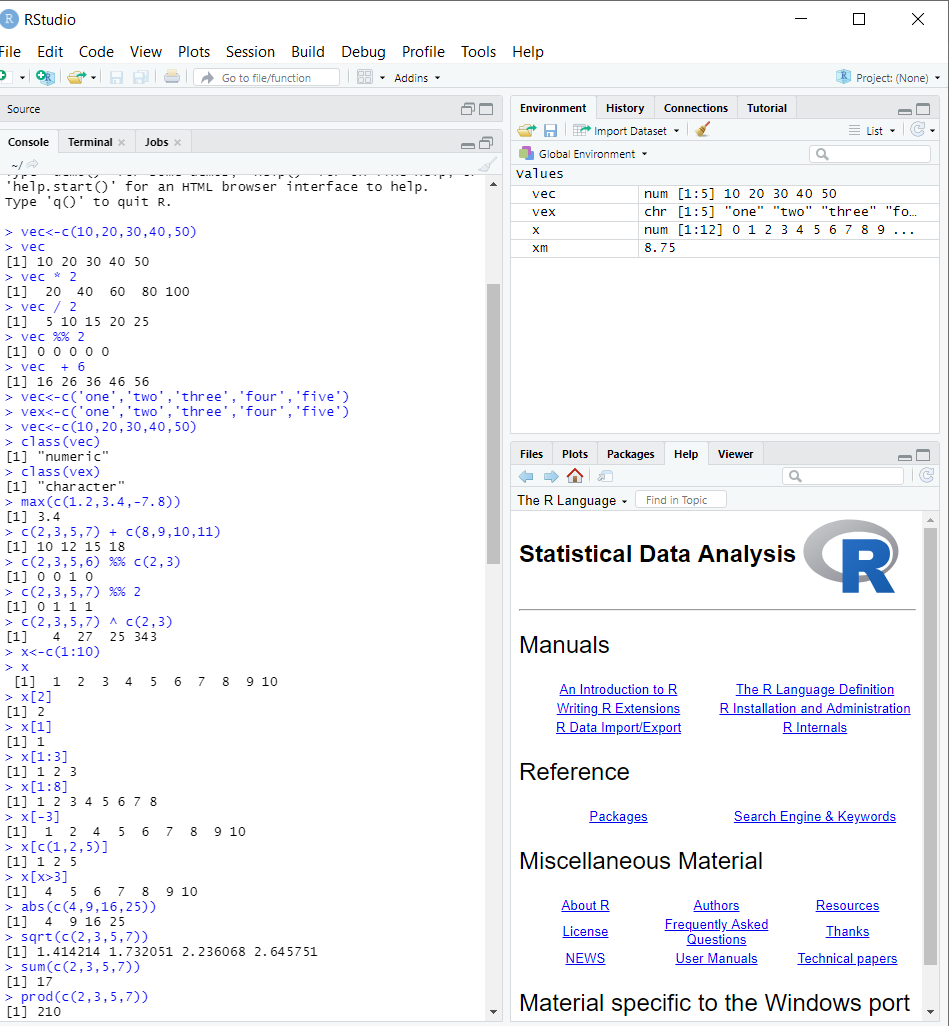 RStudio
File Edit Code View Plots Session Build Debug Profile Tools Help
Go to file/function Addins Project: (None)
Source
Console Terminal Jobs
~/
'help.start()' for an HTML browser interface to help.
Type 'q()' to quit R.
> vec<-c(10,20,30,40,50)
> vec
[1] 10 20 30 40 50
> vec * 2
[1]  20  40  60  80 100
> vec / 2
[1]  5 10 15 20 25
> vec %% 2
[1] 0 0 0 0 0
> vec  + 6
[1] 16 26 36 46 56
> vec<-c('one','two','three','four','five')
> vex<-c('one','two','three','four','five')
> vec<-c(10,20,30,40,50)
> class(vec)
[1] "numeric"
> class(vex)
[1] "character"
> max(c(1.2,3.4,-7.8))
[1] 3.4
> c(2,3,5,7) + c(8,9,10,11)
[1] 10 12 15 18
> c(2,3,5,6) %% c(2,3)
[1] 0 0 1 0
> c(2,3,5,7) %% 2
[1] 0 1 1 1
> c(2,3,5,7) ^ c(2,3)
[1]   4  27  25 343
> x<-c(1:10)
> x
 [1]  1  2  3  4  5  6  7  8  9 10
> x[2]
[1] 2
> x[1]
[1] 1
> x[1:3]
[1] 1 2 3
> x[1:8]
[1] 1 2 3 4 5 6 7 8
> x[-3]
[1]  1  2  4  5  6  7  8  9 10
> x[c(1,2,5)]
[1] 1 2 5
> x[x>3]
[1]  4  5  6  7  8  9 10
> abs(c(4,9,16,25))
[1]  4  9 16 25
> sqrt(c(2,3,5,7))
[1] 1.414214 1.732051 2.236068 2.645751
> sum(c(2,3,5,7))
[1] 17
> prod(c(2,3,5,7))
[1] 210
Environment History Connections Tutorial
Import Dataset List
Global Environment
values
vec num [1:5] 10 20 30 40 50
vex chr [1:5] "one" "two" "three" "fo…
x num [1:12] 0 1 2 3 4 5 6 7 8 9 ...
xm 8.75
Files Plots Packages Help Viewer
The R Language Find in Topic
Statistical Data Analysis R
Manuals
An Introduction to R The R Language Definition
Writing R Extensions R Installation and Administration
R Data Import/Export R Internals
Reference
Packages Search Engine & Keywords
Miscellaneous Material
About R Authors Resources
License Frequently Asked Questions Thanks
NEWS User Manuals Technical papers
Material specific to the Windows port